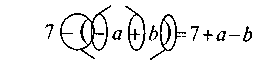 7 − (− a + b) = 7 + a − b